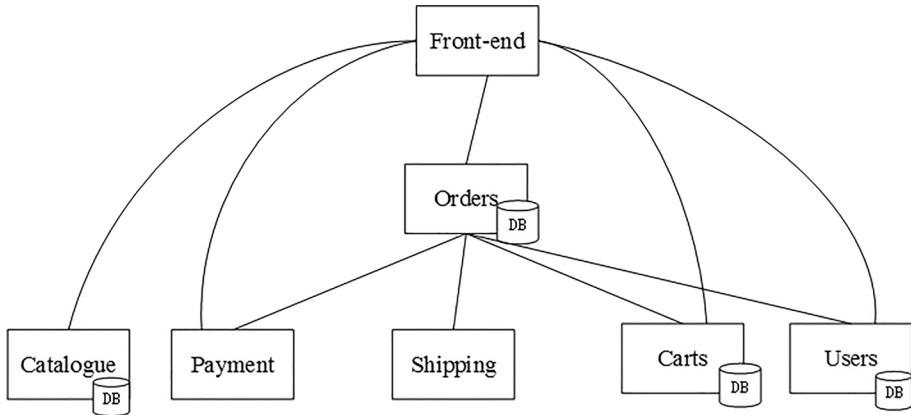 Front-end
Orders
DB
Catalogue
DB
Payment
Shipping
Carts
DB
Users
DB